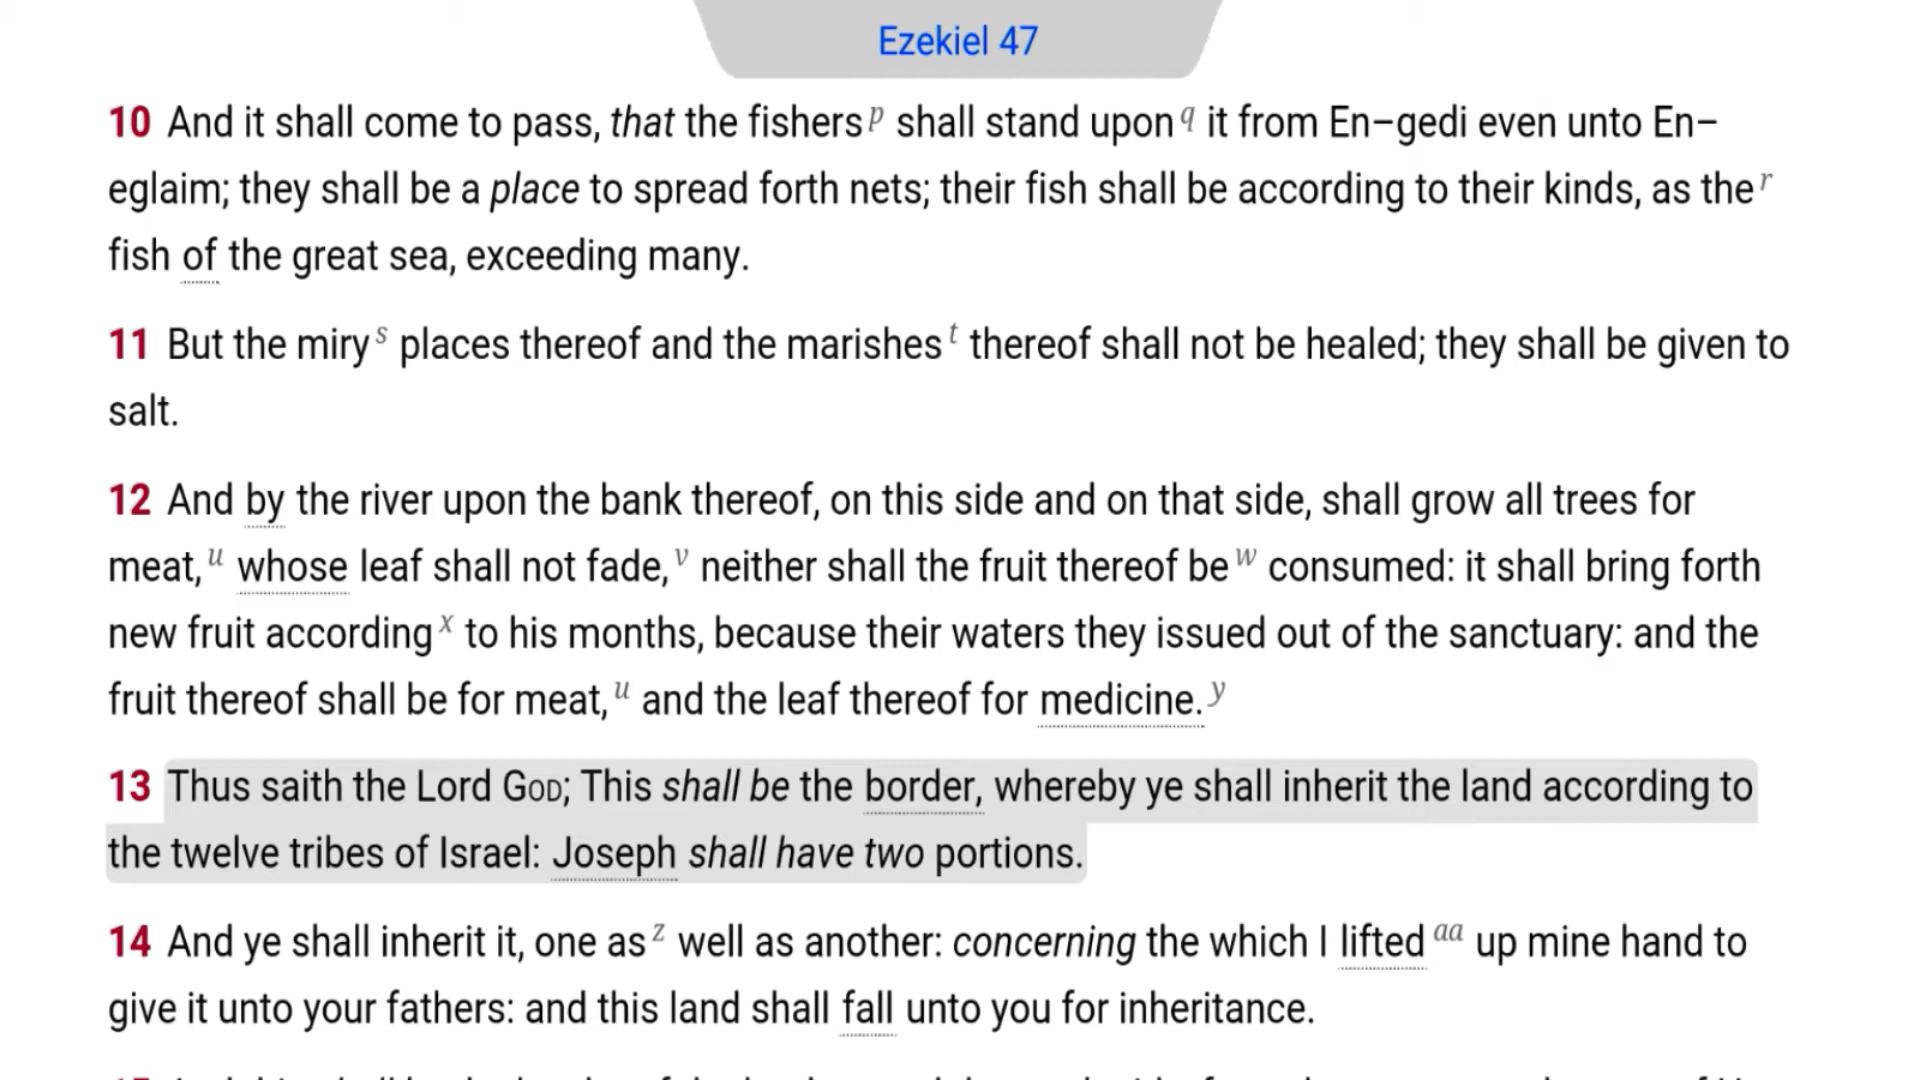 Ezekiel 47
10 And it shall come to pass, that the fishers p shall stand upon q it from En–gedi even unto En–
eglaim; they shall be a place to spread forth nets; their fish shall be according to their kinds, as the r
fish of the great sea, exceeding many.
11 But the miry s places thereof and the marishes t thereof shall not be healed; they shall be given to
salt.
12 And by the river upon the bank thereof, on this side and on that side, shall grow all trees for
meat, u whose leaf shall not fade, v neither shall the fruit thereof be w consumed: it shall bring forth
new fruit according x to his months, because their waters they issued out of the sanctuary: and the
fruit thereof shall be for meat, u and the leaf thereof for medicine. y
13 Thus saith the Lord GOD; This shall be the border, whereby ye shall inherit the land according to
the twelve tribes of Israel: Joseph shall have two portions.
14 And ye shall inherit it, one as z well as another: concerning the which I lifted aa up mine hand to
give it unto your fathers: and this land shall fall unto you for inheritance.